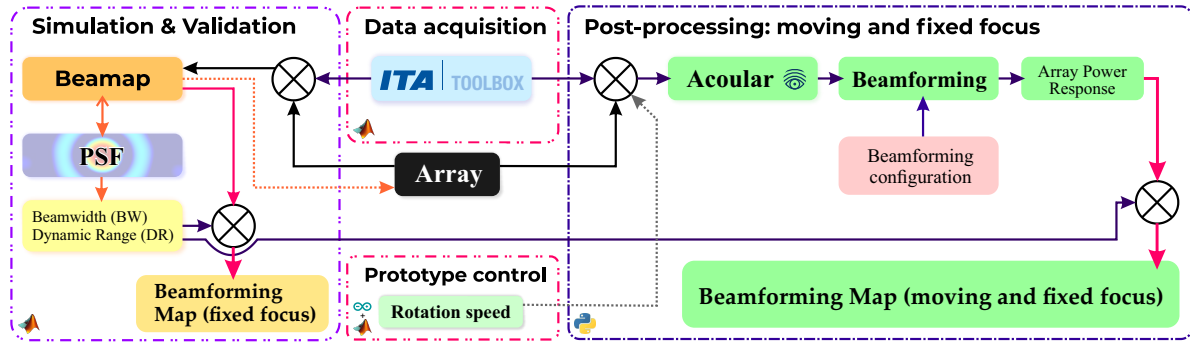 Simulation & Validation
Beamap
PSF
Beamwidth (BW)
Dynamic Range (DR)
Beamforming
Map (fixed focus)
Data acquisition
ITA TOOLBOX
Array
Prototype control
+
Rotation speed
Post-processing: moving and fixed focus
Acoular
Beamforming
Array Power
Response
Beamforming
configuration
Beamforming Map (moving and fixed focus)